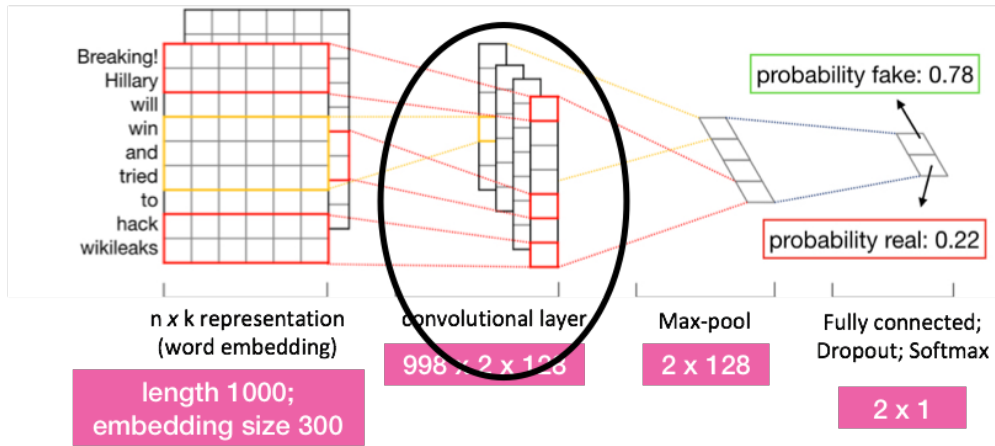 Breaking!
Hillary
will
win
and
tried
to
hack
wikileaks
probability fake: 0.78
probability real: 0.22
n x k representation
(word embedding)
convolutional layer
Max-pool
Fully connected;
Dropout; Softmax
length 1000;
embedding size 300
998 x 2 x 128
2 x 128
2 x 1